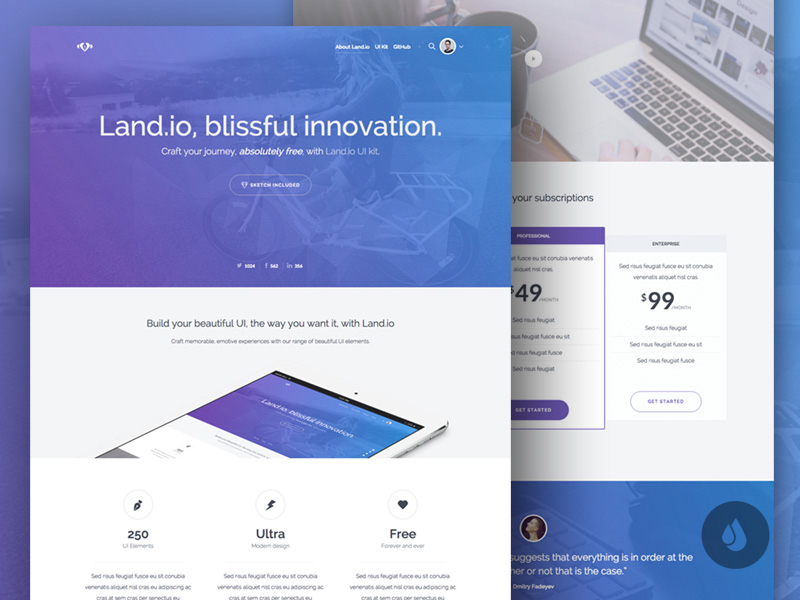 About Land.io UI Kit GitHub
Land.io, blissful innovation.
Craft your journey, absolutely free, with Land.io UI kit.
SKETCH INCLUDED
1024 562 356
Build your beautiful UI, the way you want it, with Land.io
Craft memorable, emotive experiences with our range of beautiful UI elements.
Land.io, blissful innovation.
250
UI Elements
Sed risus feugiat fusce eu sit conubia
venenatis aliquet nisl cras eu adipiscing ac
cras at sem cras per senectus eu
Ultra
Modern design
Sed risus feugiat fusce eu sit conubia
venenatis aliquet nisl cras eu adipiscing ac
cras at sem cras per senectus eu
Free
Forever and ever
Sed risus feugiat fusce eu sit conubia
venenatis aliquet nisl cras eu adipiscing ac
cras at sem cras per senectus eu
Design
your subscriptions
PROFESSIONAL
feugiat fusce eu sit conubia venenatis
aliquet nisl cras.
$49/MONTH
Sed risus feugiat
risus feugiat fusce eu sit
risus feugiat fusce
Sed risus feugiat
GET STARTED
ENTERPRISE
Sed risus feugiat fusce eu sit conubia
venenatis aliquet nisl cras.
$99/MONTH
Sed risus feugiat
Sed risus feugiat fusce eu sit
Sed risus feugiat fusce
GET STARTED
suggests that everything is in order at the
her or not that is the case."
Dmitry Fadeyev